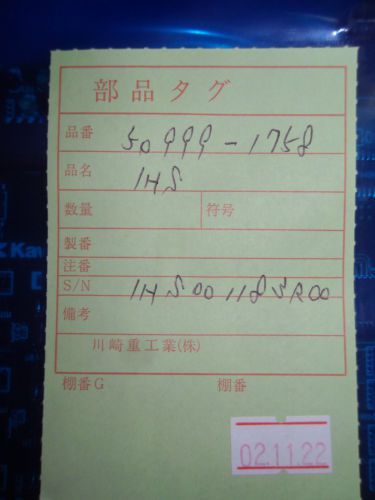 部品タグ
品番 50999-1758
品名 1HS
数量 符号
製番
注番
S/N 1HS00118SR00
備考
川崎重工業(株)
棚番G 棚番
02.11.22